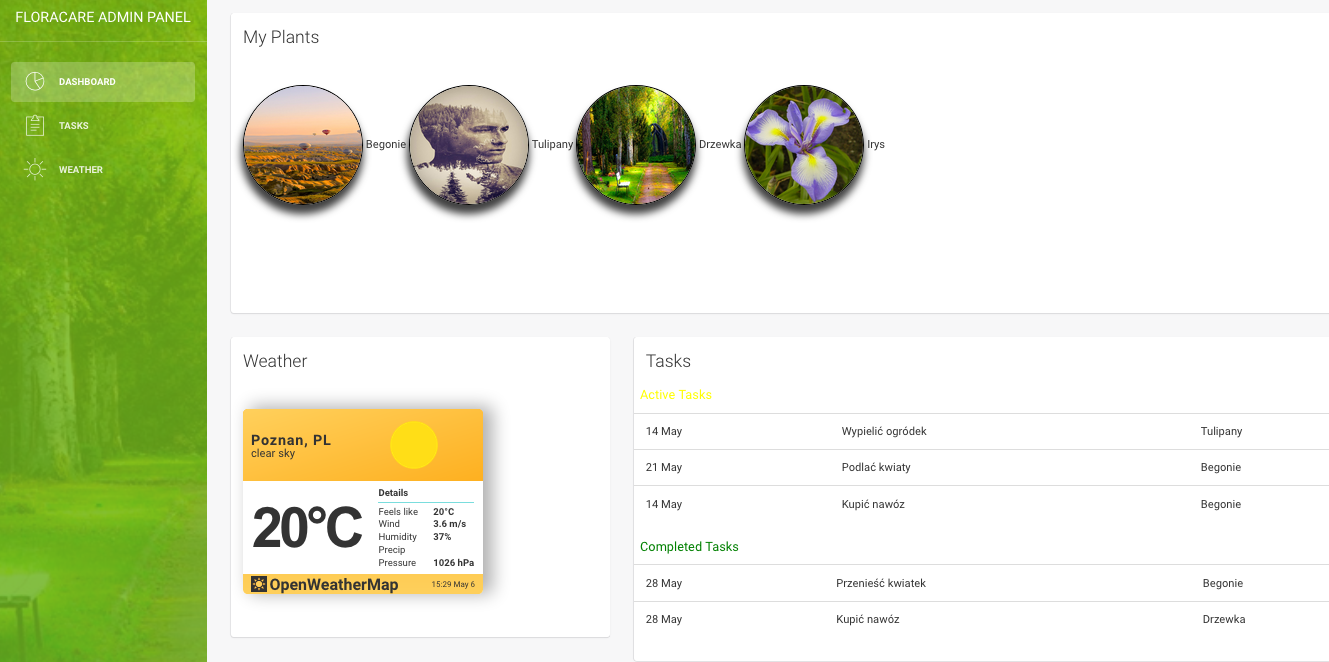 FLORACARE ADMIN PANEL
DASHBOARD
TASKS
WEATHER
My Plants
Begonie
Tulipany
Drzewka
Irys
Weather
Poznan, PL
clear sky
20°C
Details
Feels like 20°C
Wind 3.6 m/s
Humidity 37%
Precip
Pressure 1026 hPa
OpenWeatherMap 15:29 May 6
Tasks
Active Tasks
14 May Wypielić ogródek Tulipany
21 May Podlać kwiaty Begonie
14 May Kupić nawóz Begonie
Completed Tasks
28 May Przenieść kwiatek Begonie
28 May Kupić nawóz Drzewka